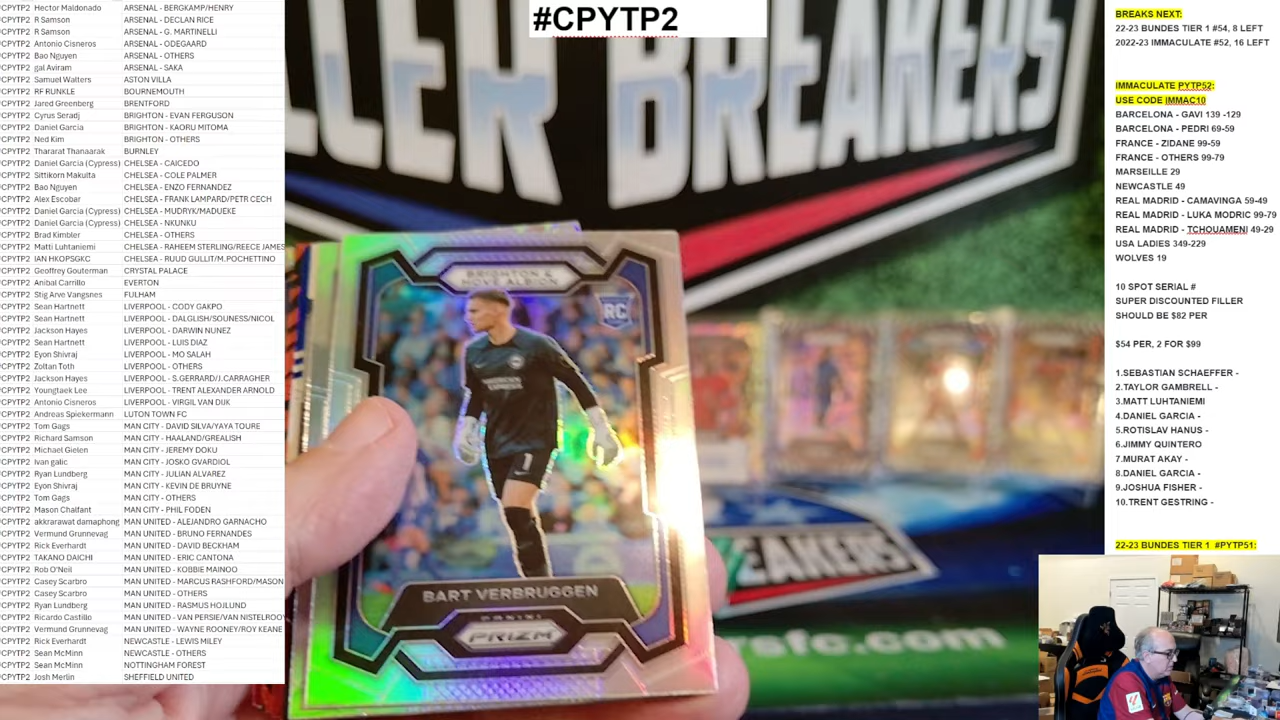 #CPYTP2
#CPYTP2 Hector Maldonado ARSENAL - BERGKAMP/HENRY
#CPYTP2 R Samson ARSENAL - DECLAN RICE
#CPYTP2 R Samson ARSENAL - G. MARTINELLI
#CPYTP2 Antonio Cisneros ARSENAL - ODEGAARD
#CPYTP2 Bao Nguyen ARSENAL - OTHERS
#CPYTP2 gal Aviram ARSENAL - SAKA
#CPYTP2 Samuel Walters ASTON VILLA
#CPYTP2 RF RUNKLE BOURNEMOUTH
#CPYTP2 Jared Greenberg BRENTFORD
#CPYTP2 Cyrus Seradj BRIGHTON - EVAN FERGUSON
#CPYTP2 Daniel Garcia BRIGHTON - KAORU MITOMA
#CPYTP2 Ned Kim BRIGHTON - OTHERS
#CPYTP2 Thararat Thanaarak BURNLEY
#CPYTP2 Daniel Garcia (Cypress) CHELSEA - CAICEDO
#CPYTP2 Sittikorn Makuita CHELSEA - COLE PALMER
#CPYTP2 Bao Nguyen CHELSEA - ENZO FERNANDEZ
#CPYTP2 Alex Escobar CHELSEA - FRANK LAMPARD/PETR CECH
#CPYTP2 Daniel Garcia (Cypress) CHELSEA - MUDRYK/MADUEKE
#CPYTP2 Daniel Garcia (Cypress) CHELSEA - NKUNKU
#CPYTP2 Brad Kimbler CHELSEA - OTHERS
#CPYTP2 Matti Luhtaniemi CHELSEA - RAHEEM STERLING/REECE JAMES
#CPYTP2 IAN HKOPSGKC CHELSEA - RUUD GULLIT/M.POCHETTINO
#CPYTP2 Geoffrey Gouterman CRYSTAL PALACE
#CPYTP2 Anibal Carrillo EVERTON
#CPYTP2 Stig Arve Vangsnes FULHAM
#CPYTP2 Sean Hartnett LIVERPOOL - CODY GAKPO
#CPYTP2 Sean Hartnett LIVERPOOL - DALGLISH/SOUNESS/NICOL
#CPYTP2 Jackson Hayes LIVERPOOL - DARWIN NUNEZ
#CPYTP2 Sean Hartnett LIVERPOOL - LUIS DIAZ
#CPYTP2 Eyon Shivraj LIVERPOOL - MO SALAH
#CPYTP2 Zoltan Toth LIVERPOOL - OTHERS
#CPYTP2 Jackson Hayes LIVERPOOL - S.GERRARD/J.CARRAGHER
#CPYTP2 Youngtaek Lee LIVERPOOL - TRENT ALEXANDER ARNOLD
#CPYTP2 Antonio Cisneros LIVERPOOL - VIRGIL VAN DIJK
#CPYTP2 Andreas Spiekermann LUTON TOWN FC
#CPYTP2 Tom Gags MAN CITY - DAVID SILVA/YAYA TOURE
#CPYTP2 Richard Samson MAN CITY - HAALAND/GREALISH
#CPYTP2 Michael Gielen MAN CITY - JEREMY DOKU
#CPYTP2 Ivan galic MAN CITY - JOSKO GVARDIOL
#CPYTP2 Ryan Lundberg MAN CITY - JULIAN ALVAREZ
#CPYTP2 Eyon Shivraj MAN CITY - KEVIN DE BRUYNE
#CPYTP2 Tom Gags MAN CITY - OTHERS
#CPYTP2 Mason Chalfant MAN CITY - PHIL FODEN
#CPYTP2 akkrarawat damaphong MAN UNITED - ALEJANDRO GARNACHO
#CPYTP2 Vermund Grunnevag MAN UNITED - BRUNO FERNANDES
#CPYTP2 Rick Everhardt MAN UNITED - DAVID BECKHAM
#CPYTP2 TAKANO DAICHI MAN UNITED - ERIC CANTONA
#CPYTP2 Rob O'Neil MAN UNITED - KOBBIE MAINOO
#CPYTP2 Casey Scarbro MAN UNITED - MARCUS RASHFORD/MASON
#CPYTP2 Casey Scarbro MAN UNITED - OTHERS
#CPYTP2 Ryan Lundberg MAN UNITED - RASMUS HOJLUND
#CPYTP2 Ricardo Castillo MAN UNITED - VAN PERSIE/VAN NISTELROOY
#CPYTP2 Vermund Grunnevag MAN UNITED - WAYNE ROONEY/ROY KEANE
#CPYTP2 Rick Everhardt NEWCASTLE - LEWIS MILEY
#CPYTP2 Sean McMinn NEWCASTLE - OTHERS
#CPYTP2 Sean McMinn NOTTINGHAM FOREST
#CPYTP2 Josh Merlin SHEFFIELD UNITED
LLER BREAKERS
BRIGHTON & HOVE ALBION
RC
AMERICAN EXPRESS
1
BART VERBRUGGEN
PANINI
PRIZM
EAKERS
.com
BREAKS NEXT:
22-23 BUNDES TIER 1 #54, 8 LEFT
2022-23 IMMACULATE #52, 16 LEFT
IMMACULATE PYTP52:
USE CODE IMMAC10
BARCELONA - GAVI 139 -129
BARCELONA - PEDRI 69-59
FRANCE - ZIDANE 99-59
FRANCE - OTHERS 99-79
MARSEILLE 29
NEWCASTLE 49
REAL MADRID - CAMAVINGA 59-49
REAL MADRID - LUKA MODRIC 99-79
REAL MADRID - TCHOUAMENI 49-29
USA LADIES 349-229
WOLVES 19
10 SPOT SERIAL #
SUPER DISCOUNTED FILLER
SHOULD BE $82 PER
$54 PER, 2 FOR $99
1.SEBASTIAN SCHAEFFER -
2.TAYLOR GAMBRELL -
3.MATT LUHTANIEMI
4.DANIEL GARCIA -
5.ROTISLAV HANUS -
6.JIMMY QUINTERO
7.MURAT AKAY -
8.DANIEL GARCIA -
9.JOSHUA FISHER -
10.TRENT GESTRING -
22-23 BUNDES TIER 1 #PYTP51: